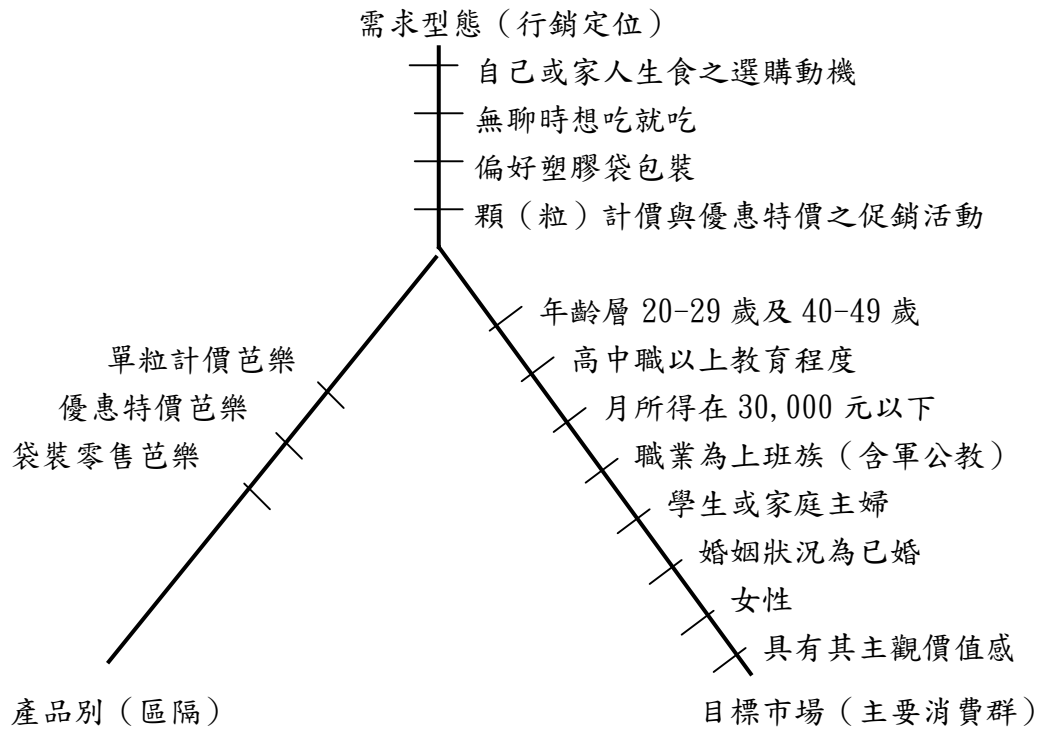 需求型態（行銷定位）
自己或家人生食之選購動機
無聊時想吃就吃
偏好塑膠袋包裝
顆（粒）計價與優惠特價之促銷活動
年齡層 20-29 歲及 40-49 歲
高中職以上教育程度
月所得在 30,000 元以下
職業為上班族（含軍公教）
學生或家庭主婦
婚姻狀況為已婚
女性
具有其主觀價值感
單粒計價芭樂
優惠特價芭樂
袋裝零售芭樂
產品別（區隔）
目標市場（主要消費群）